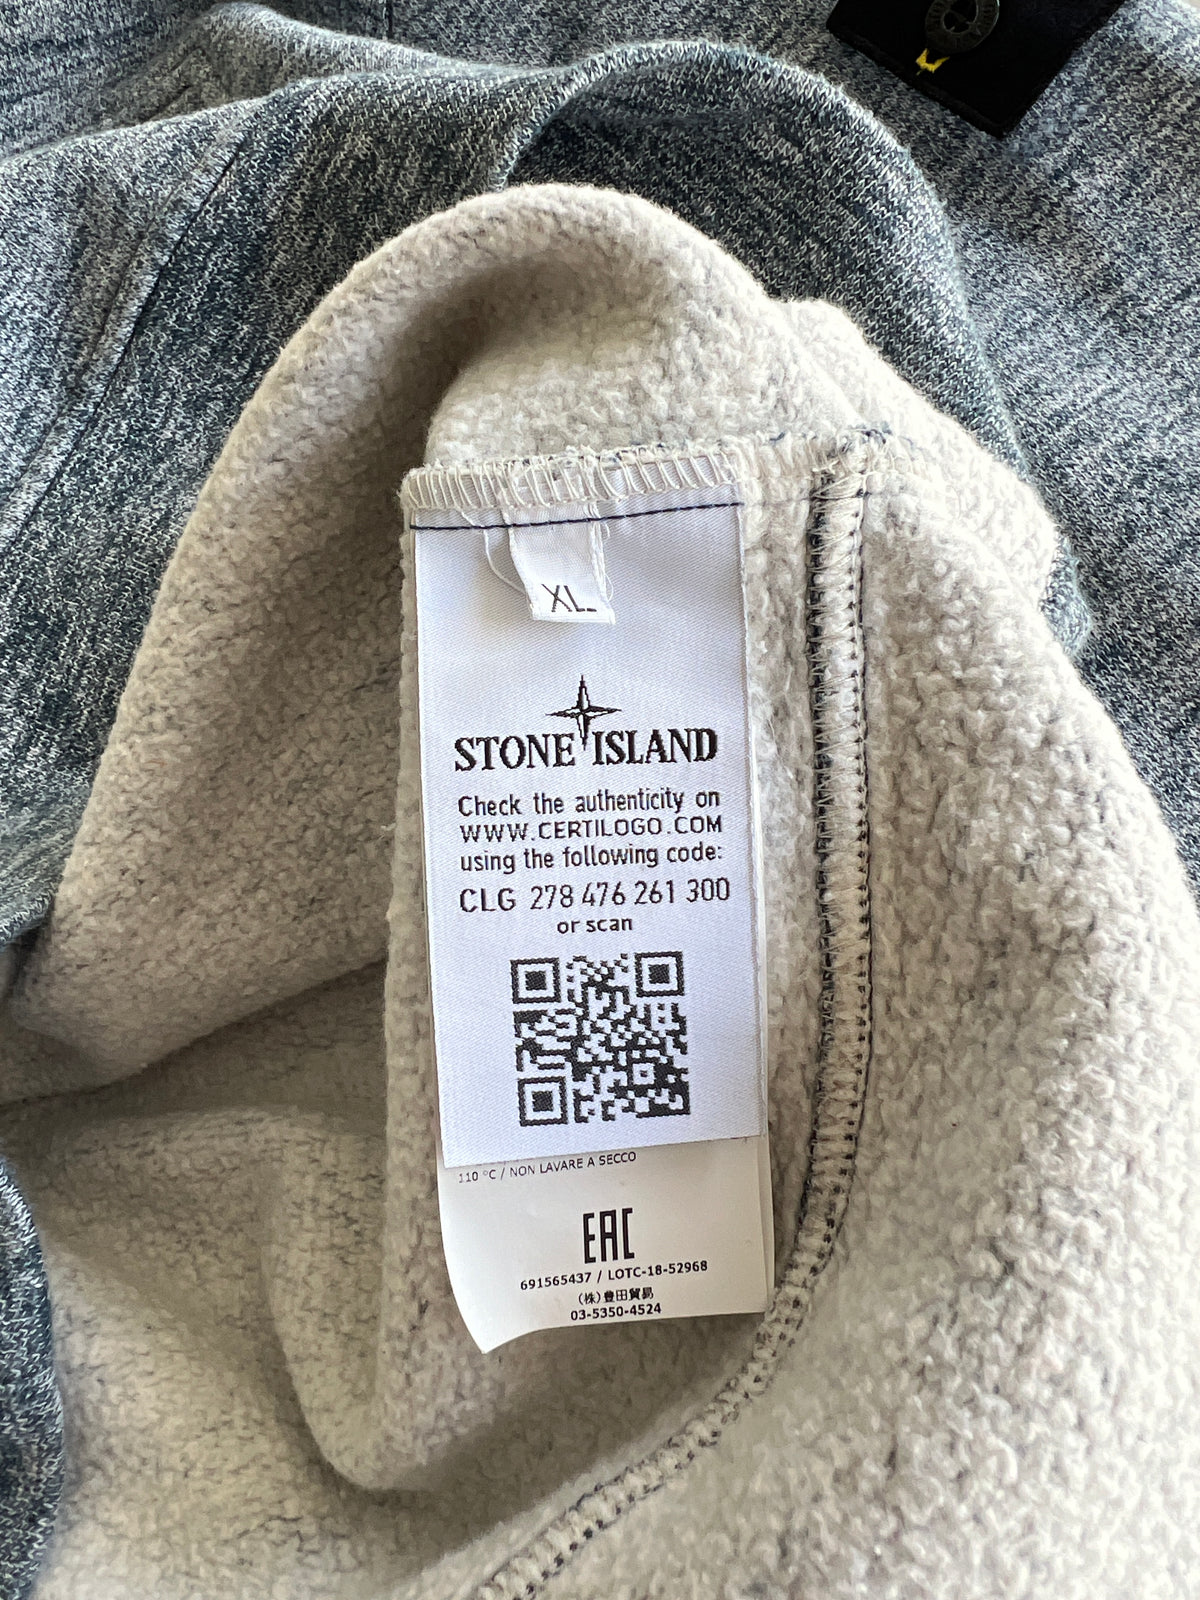 XL
STONE ISLAND
Check the authenticity on
WWW.CERTILOGO.COM
using the following code:
CLG 278 476 261 300
or scan
110 °C / NON LAVARE A SECCO
EAC
691565437 / LOTC-18-52968
(株)豊田貿易
03-5350-4524